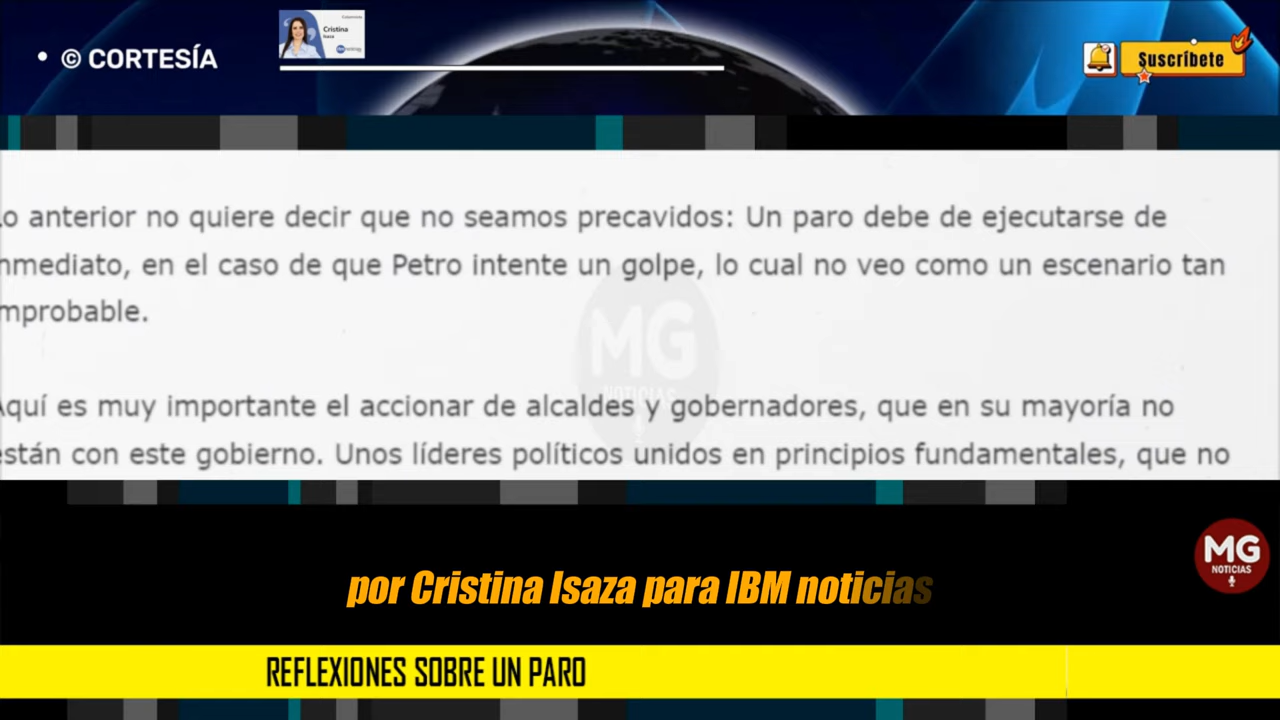 • © CORTESÍA
Cristina
Isaza
Suscríbete
o anterior no quiere decir que no seamos precavidos: Un paro debe de ejecutarse de
nmediato, en el caso de que Petro intente un golpe, lo cual no veo como un escenario tan
mprobable.
Aquí es muy importante el accionar de alcaldes y gobernadores, que en su mayoría no
están con este gobierno. Unos líderes políticos unidos en principios fundamentales, que no
MG
NOTICIAS
MG
NOTICIAS
por Cristina Isaza para IBM noticias
REFLEXIONES SOBRE UN PARO